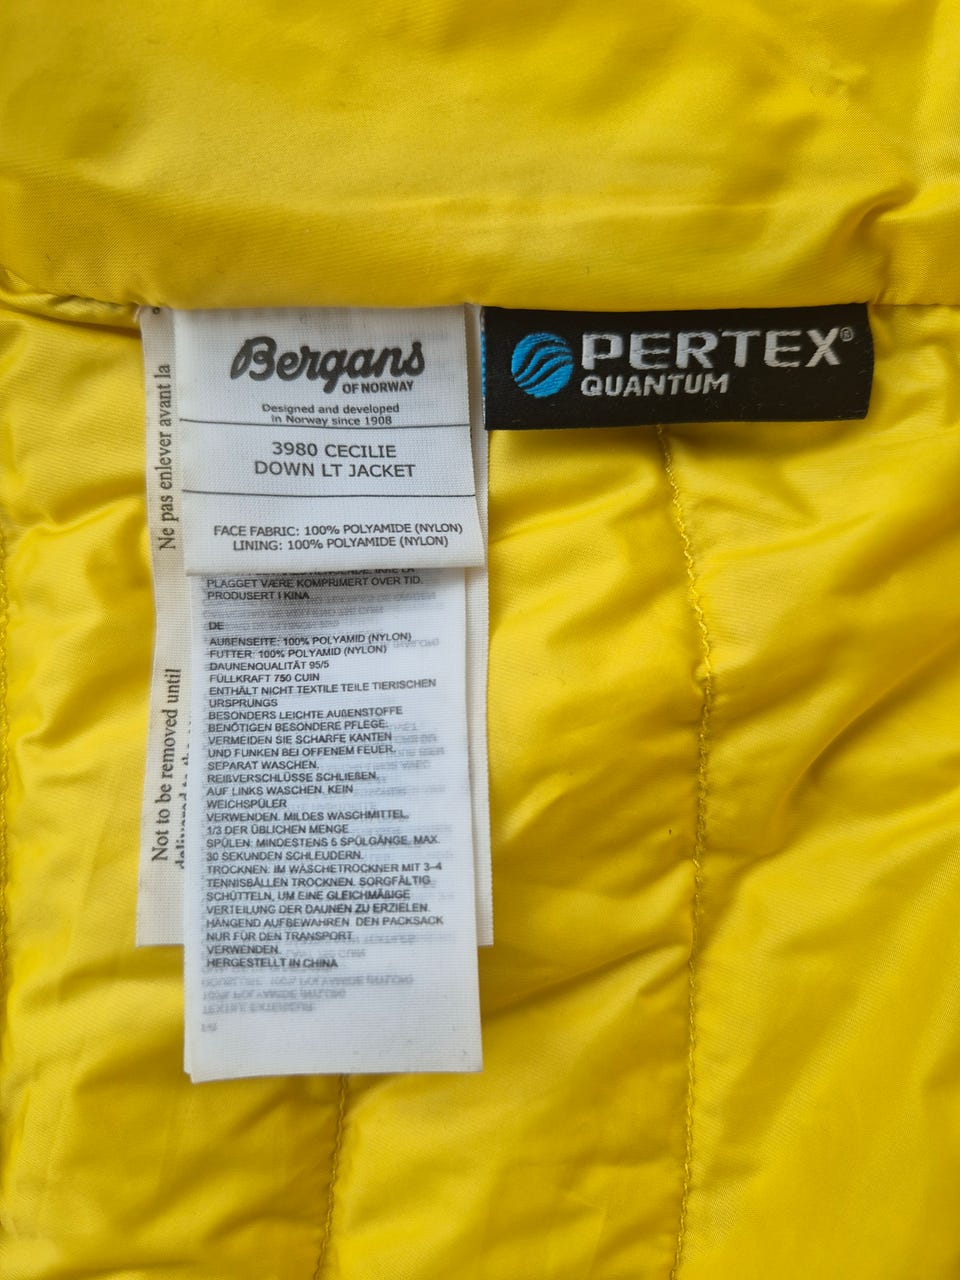 Bergans
OF NORWAY
Designed and developed
in Norway since 1908
3980 CECILIE
DOWN LT JACKET
FACE FABRIC: 100% POLYAMIDE (NYLON)
LINING: 100% POLYAMIDE (NYLON)
PLAGGET VÆRE KOMPRIMERT OVER TID.
PRODUSERT I KINA
DE
AUßENSEITE: 100% POLYAMID (NYLON)
FUTTER: 100% POLYAMID (NYLON)
DAUNENQUALITÄT 95/5
FÜLLKRAFT 750 CUIN
ENTHÄLT NICHT TEXTILE TEILE TIERISCHEN
URSPRUNGS
BESONDERS LEICHTE AUßENSTOFFE
BENÖTIGEN BESONDERE PFLEGE.
VERMEIDEN SIE SCHARFE KANTEN
UND FUNKEN BEI OFFENEM FEUER.
SEPARAT WASCHEN.
REIßVERSCHLÜSSE SCHLIEßEN,
AUF LINKS WASCHEN. KEIN
WEICHSPÜLER
VERWENDEN. MILDES WASCHMITTEL,
1/3 DER ÜBLICHEN MENGE.
SPÜLEN: MINDESTENS 5 SPÜLGÄNGE, MAX.
30 SEKUNDEN SCHLEUDERN.
TROCKNEN: IM WÄSCHETROCKNER MIT 3–4
TENNISBÄLLEN TROCKNEN. SORGFÄLTIG
SCHÜTTELN, UM EINE GLEICHMÄßIGE
VERTEILUNG DER DAUNEN ZU ERZIELEN.
HÄNGEND AUFBEWAHREN. DEN PACKSACK
NUR FÜR DEN TRANSPORT
VERWENDEN.
HERGESTELLT IN CHINA
Ne pas enlever avant la
Not to be removed until
PERTEX®
QUANTUM